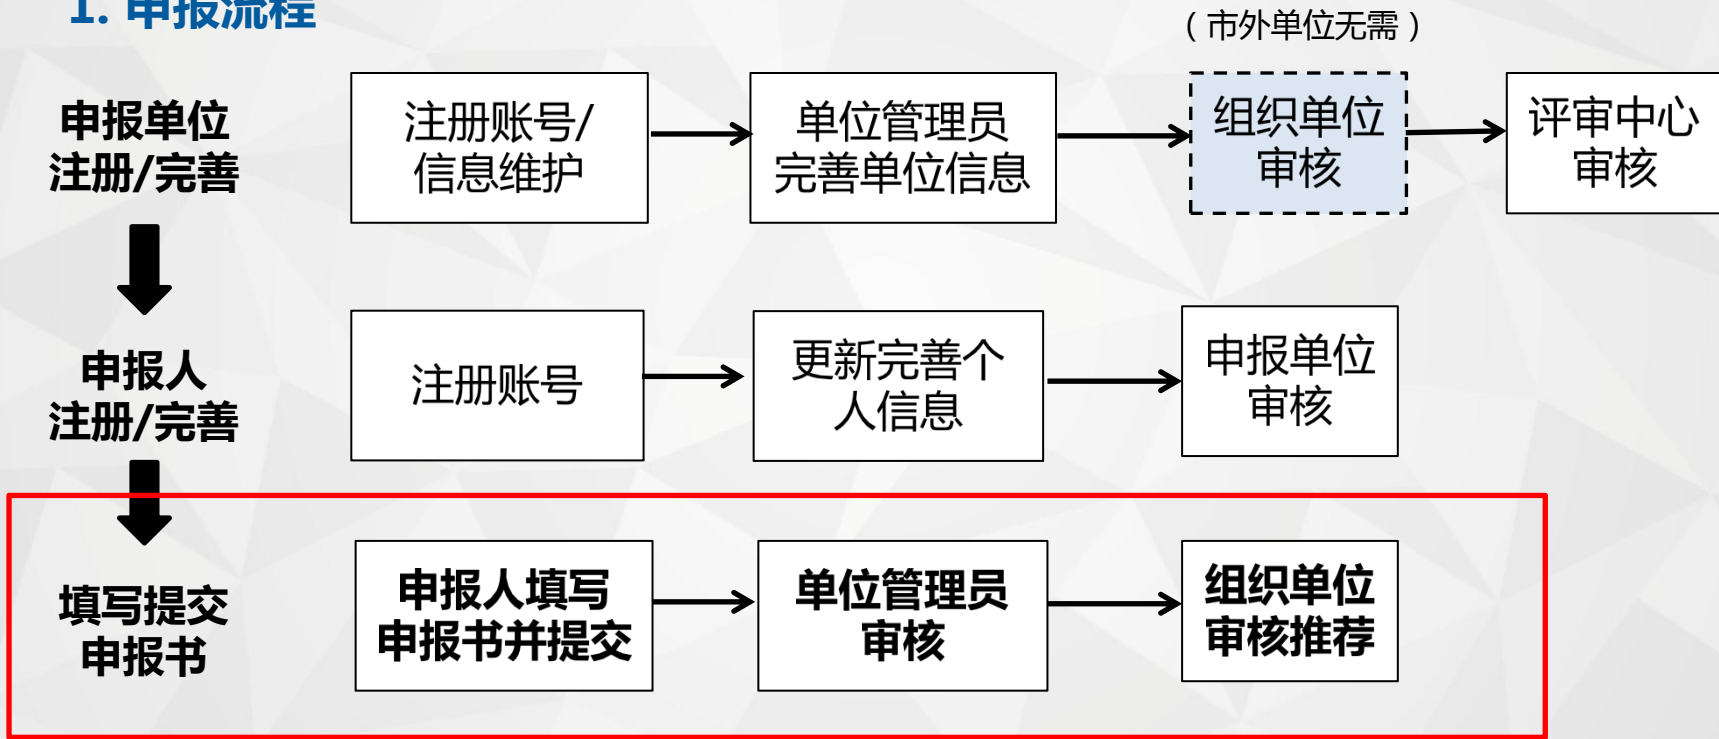 1. 申报流程
（市外单位无需）
申报单位
注册/完善
注册账号/
信息维护
单位管理员
完善单位信息
组织单位
审核
评审中心
审核
申报人
注册/完善
注册账号
更新完善个
人信息
申报单位
审核
填写提交
申报书
申报人填写
申报书并提交
单位管理员
审核
组织单位
审核推荐